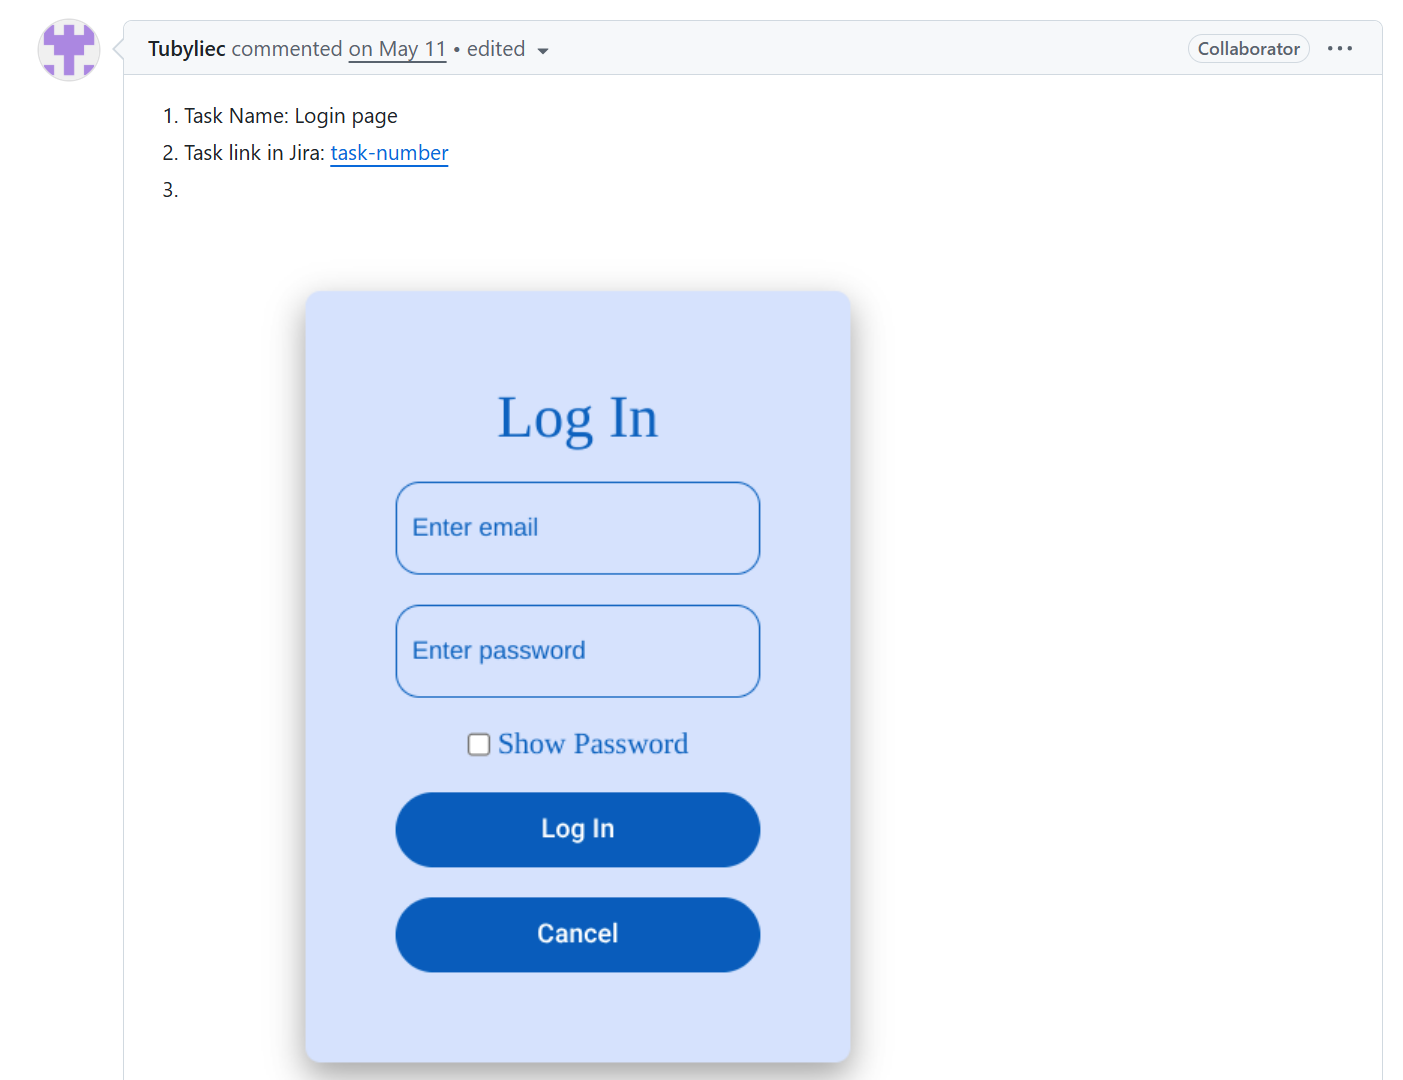 Tubyliec commented on May 11 • edited
Collaborator
1. Task Name: Login page
2. Task link in Jira: task-number
3.
Log In
Enter email
Enter password
Show Password
Log In
Cancel